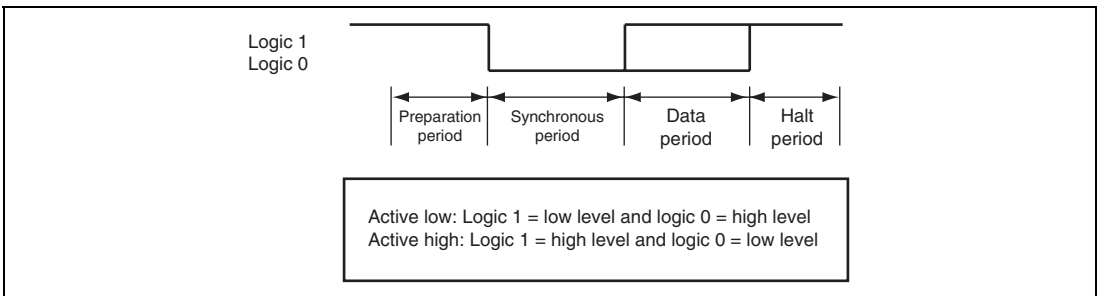 Logic 1
Logic 0
Preparation period
Synchronous period
Data period
Halt period
Active low: Logic 1 = low level and logic 0 = high level
Active high: Logic 1 = high level and logic 0 = low level